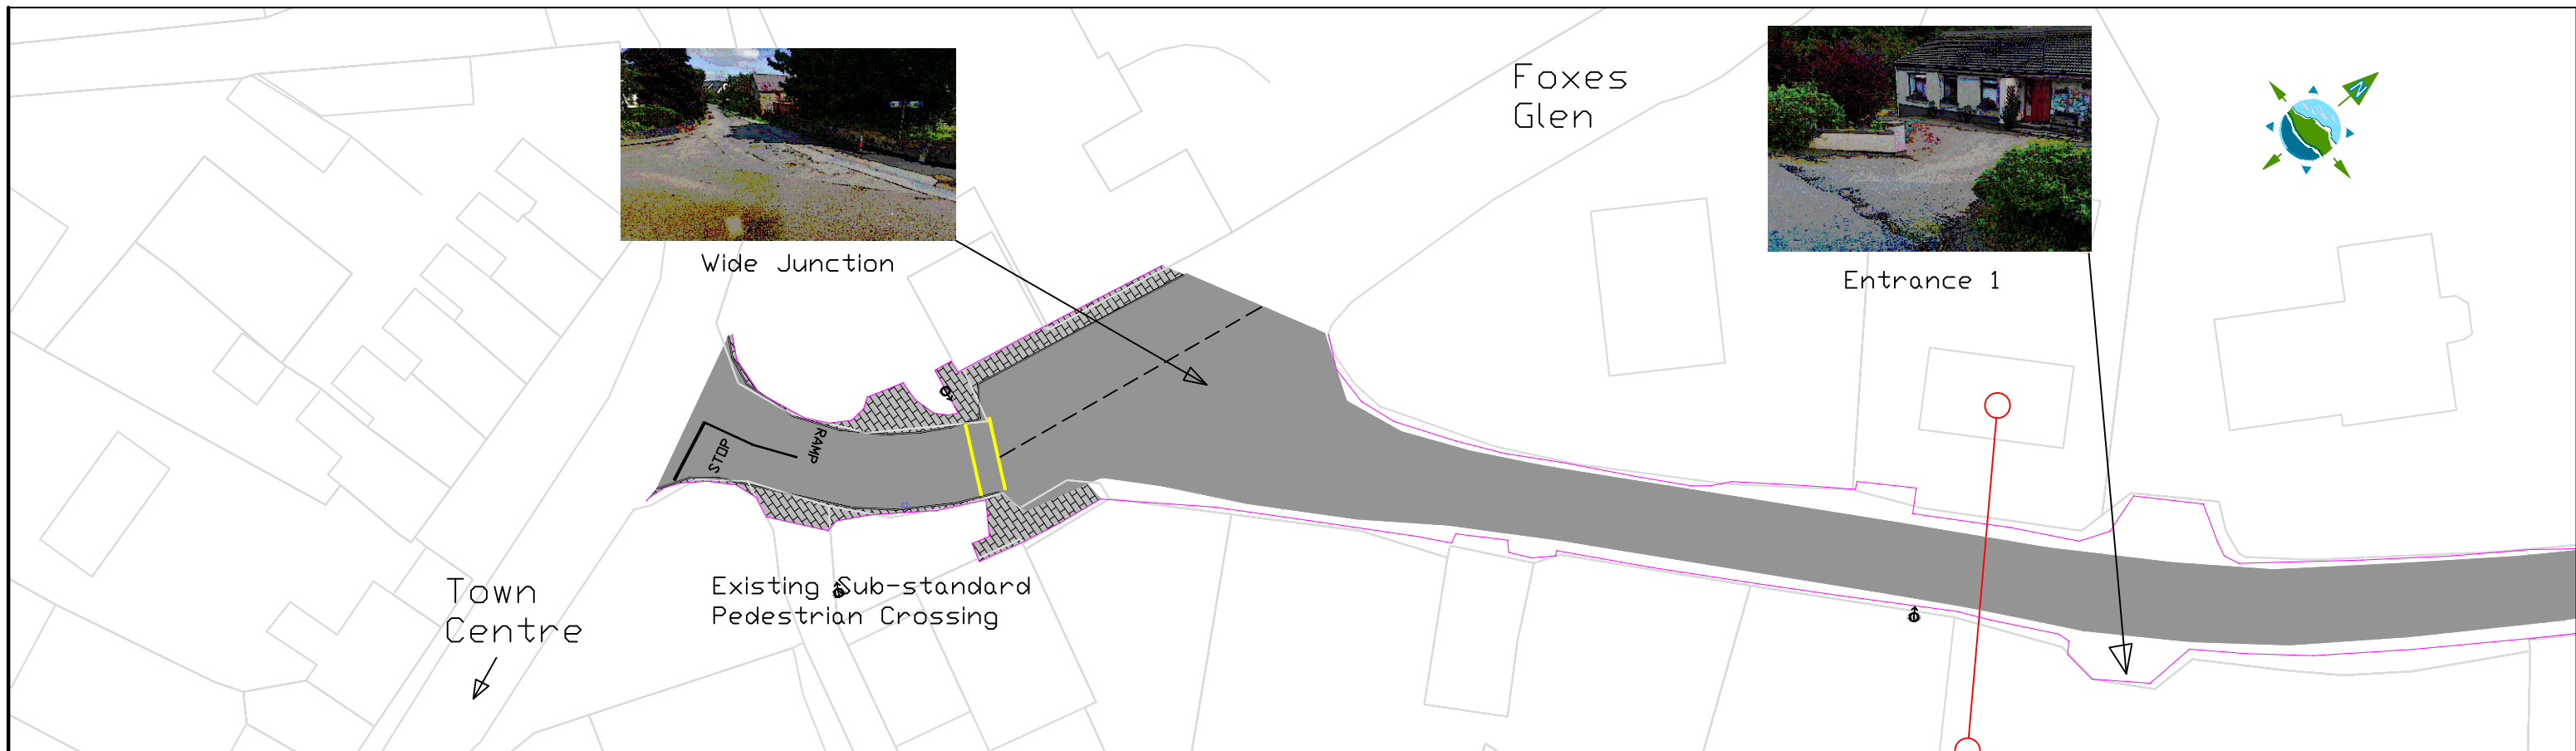 Foxes
Glen
N
Wide Junction
Entrance 1
STOP
RAMP
Existing Sub-standard
Pedestrian Crossing
Town
Centre